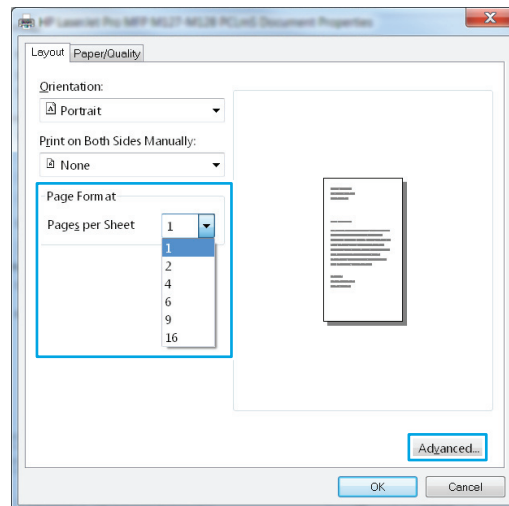 HP LaserJet Pro MFP M127-M128 PCLmS Document Properties
Layout
Paper/Quality
Orientation:
Portrait
Print on Both Sides Manually:
None
Page Format
Pages per Sheet
1
1
2
4
6
9
16
Advanced...
OK
Cancel